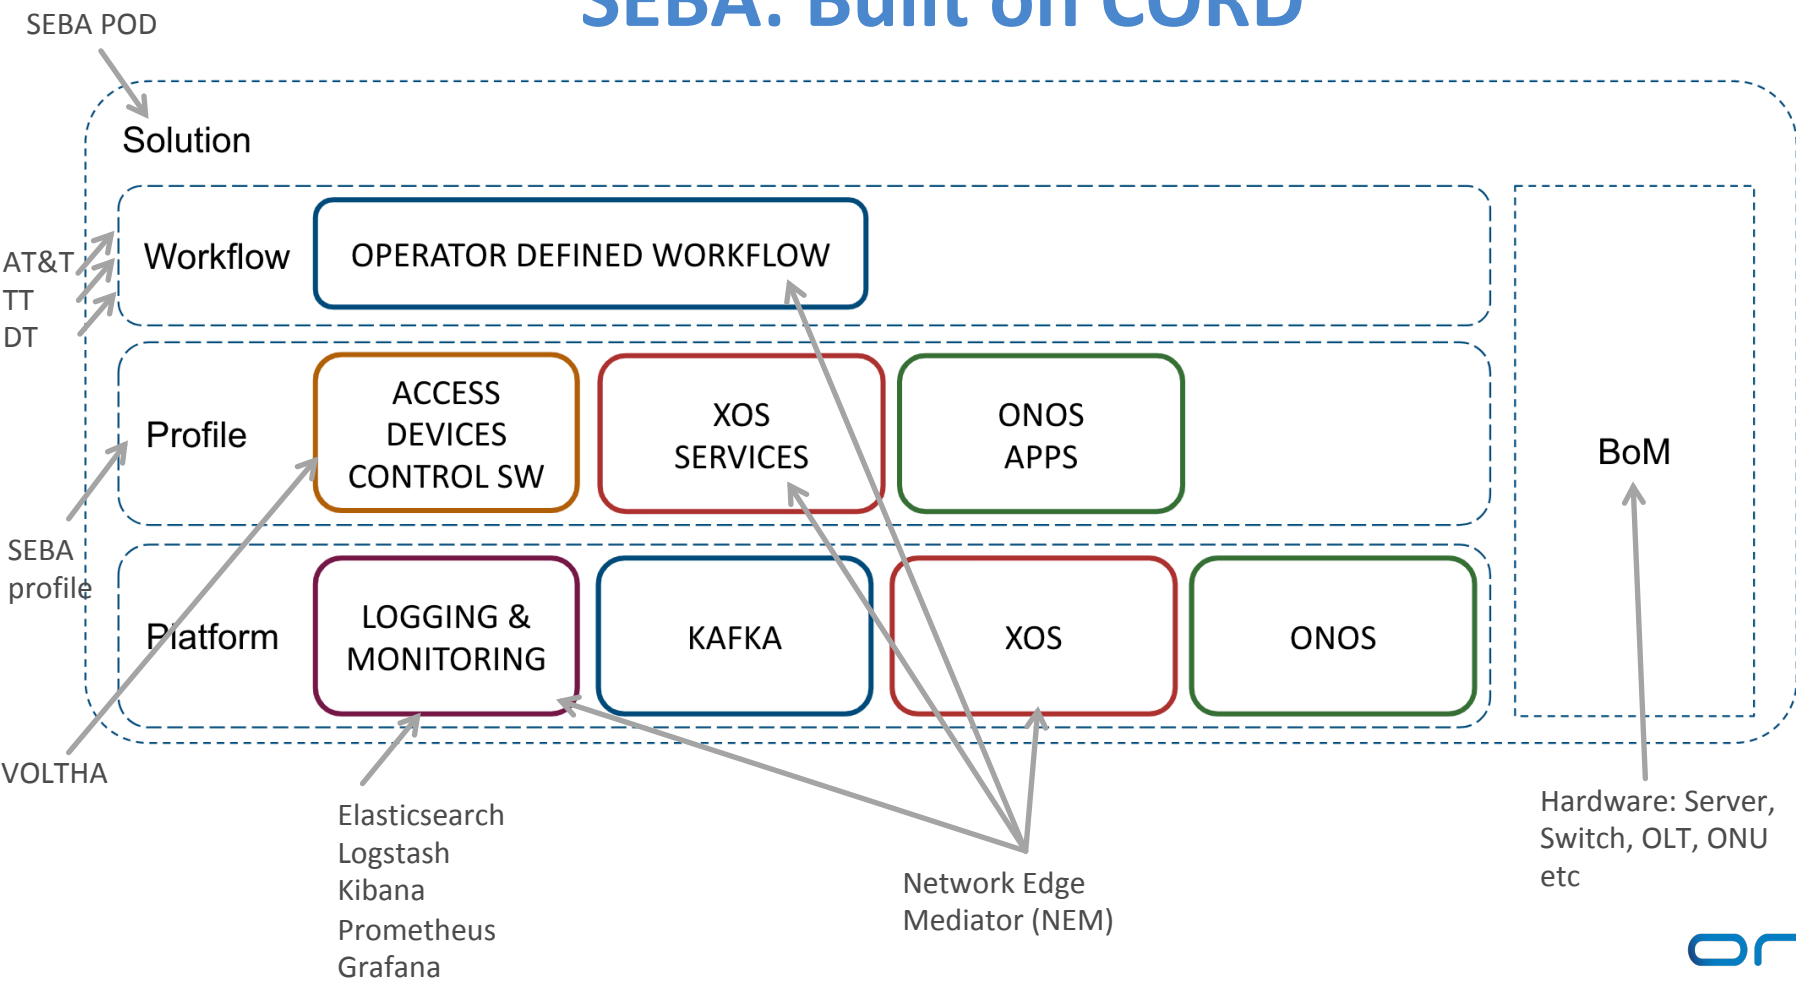 SEBA: Built on CORD
SEBA POD
Solution
AT&T
TT
DT
Workflow
OPERATOR DEFINED WORKFLOW
Profile
ACCESS
DEVICES
CONTROL SW
XOS
SERVICES
ONOS
APPS
BoM
SEBA
profile
Platform
LOGGING &
MONITORING
KAFKA
XOS
ONOS
VOLTHA
Elasticsearch
Logstash
Kibana
Prometheus
Grafana
Network Edge
Mediator (NEM)
Hardware: Server,
Switch, OLT, ONU
etc